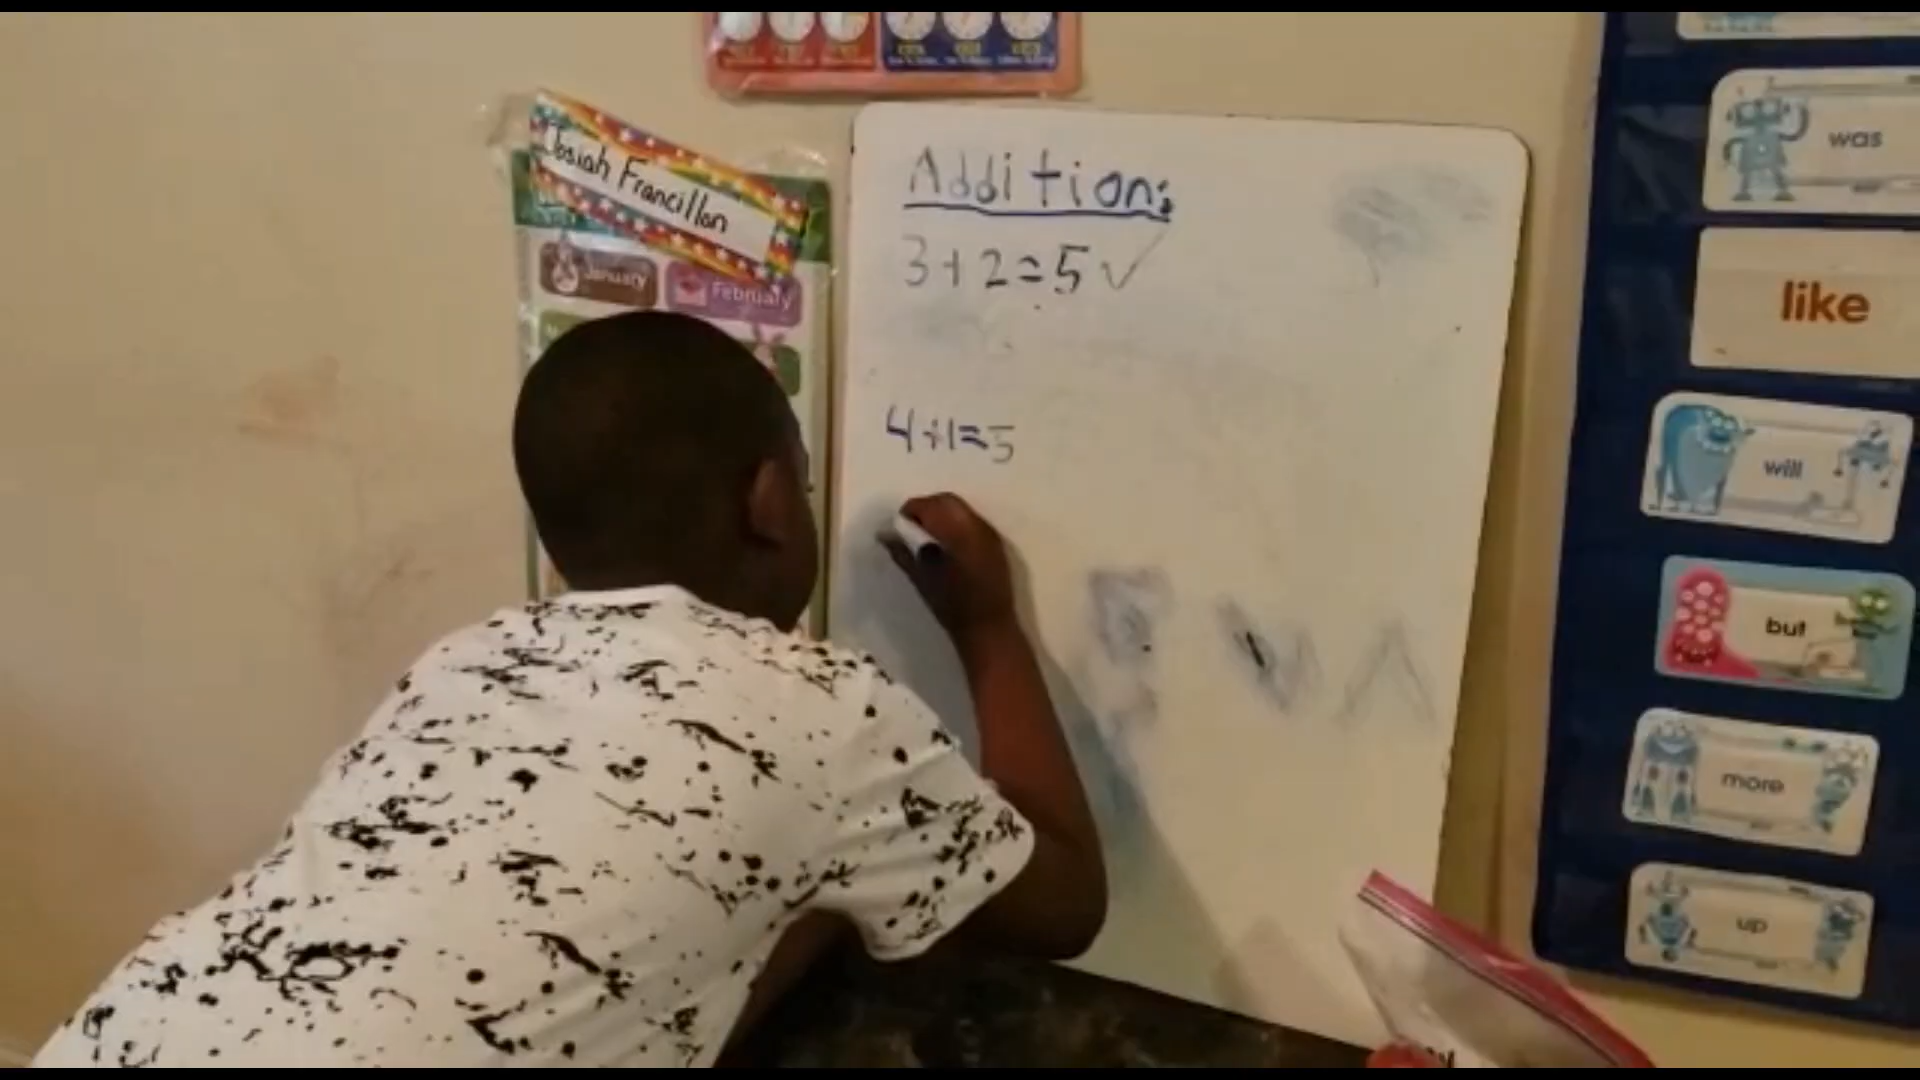 Josiah Francillon
January
February
Addition:
3+2=5✓
4+1=5
was
like
will
but
more
up